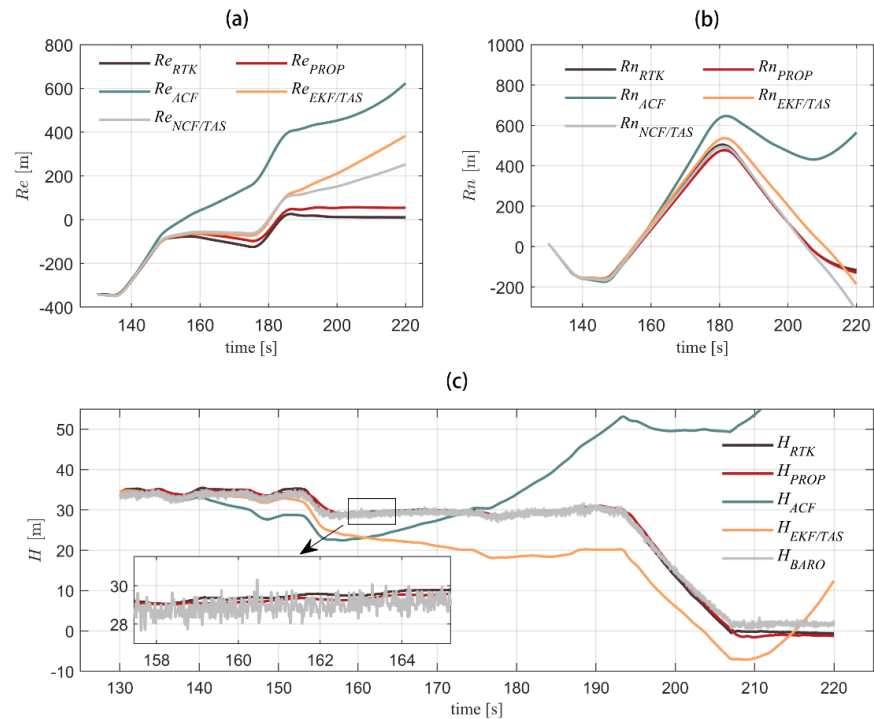 (a)
800
600
400
200
0
-200
-400
Re [m]
Re_RTK
Re_PROP
Re_ACF
Re_EKF/TAS
Re_NCF/TAS
140
160
180
200
220
time [s]
(b)
1000
800
600
400
200
0
-200
Rn [m]
Rn_RTK
Rn_PROP
Rn_ACF
Rn_EKF/TAS
Rn_NCF/TAS
140
160
180
200
220
time [s]
(c)
50
40
30
20
10
0
-10
H [m]
H_RTK
H_PROP
H_ACF
H_EKF/TAS
H_BARO
30
28
158
160
162
164
130
140
150
160
170
180
190
200
210
220
time [s]